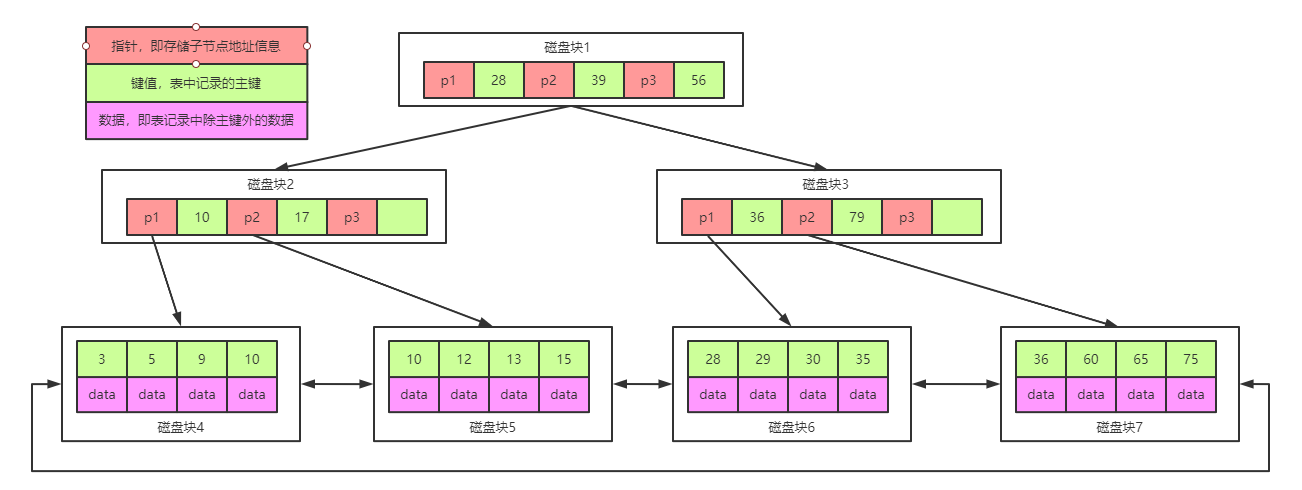 指针，即存储子节点地址信息
键值，表中记录的主键
数据，即表记录中除主键外的数据
磁盘块1
p1 28 p2 39 p3 56
磁盘块2
p1 10 p2 17 p3
磁盘块3
p1 36 p2 79 p3
3 5 9 10
data data data data
磁盘块4
10 12 13 15
data data data data
磁盘块5
28 29 30 35
data data data data
磁盘块6
36 60 65 75
data data data data
磁盘块7